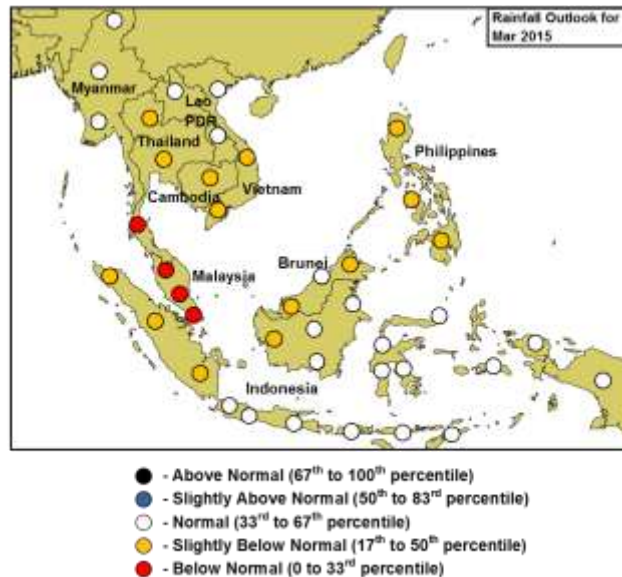 Rainfall Outlook for
Mar 2015
Myanmar
Lao
PDR
Thailand
Philippines
Vietnam
Cambodia
Brunei
Malaysia
Indonesia
- Above Normal (67th to 100th percentile)
- Slightly Above Normal (50th to 83rd percentile)
- Normal (33rd to 67th percentile)
- Slightly Below Normal (17th to 50th percentile)
- Below Normal (0 to 33rd percentile)